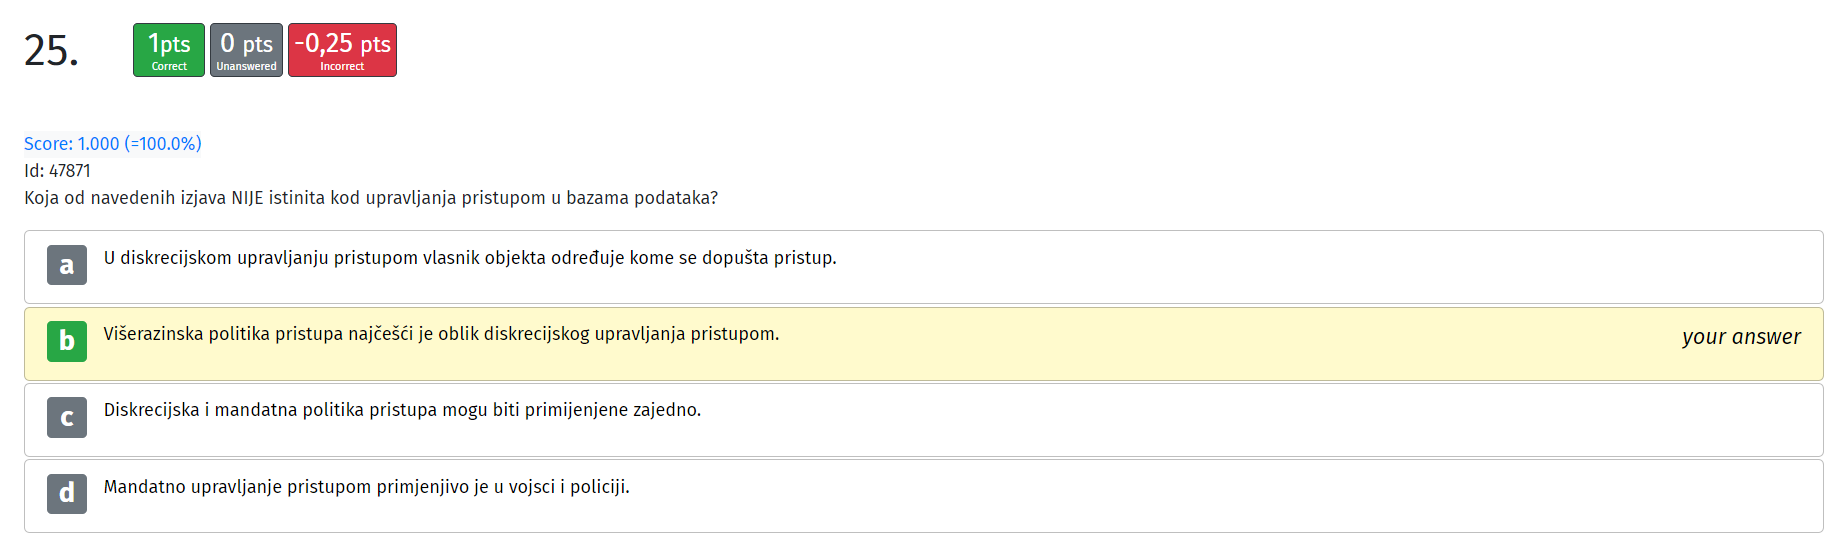 25.
1pts
Correct
0 pts
Unanswered
-0,25 pts
Incorrect
Score: 1.000 (=100.0%)
Id: 47871
Koja od navedenih izjava NIJE istinita kod upravljanja pristupom u bazama podataka?
a U diskrecijskom upravljanju pristupom vlasnik objekta određuje kome se dopušta pristup.
b Višerazinska politika pristupa najčešći je oblik diskrecijskog upravljanja pristupom. your answer
c Diskrecijska i mandatna politika pristupa mogu biti primijenjene zajedno.
d Mandatno upravljanje pristupom primjenjivo je u vojsci i policiji.